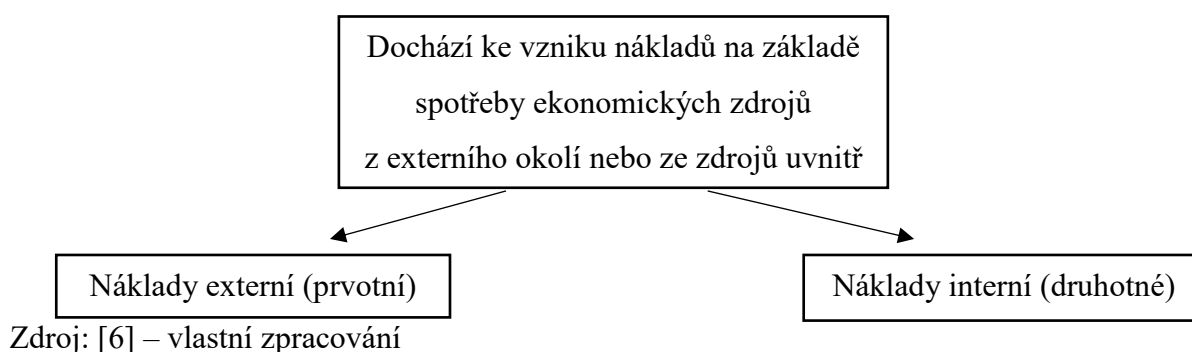 Dochází ke vzniku nákladů na základě
spotřeby ekonomických zdrojů
z externího okolí nebo ze zdrojů uvnitř
Náklady externí (prvotní)
Náklady interní (druhotné)
Zdroj: [6] – vlastní zpracování